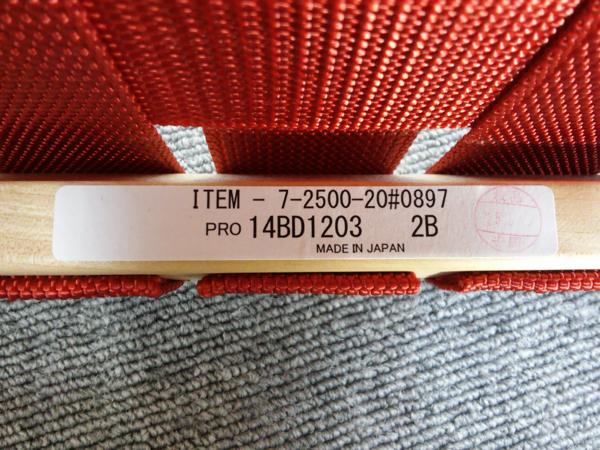 ITEM - 7-2500-20#0897
PRO 14BD1203 2B
MADE IN JAPAN